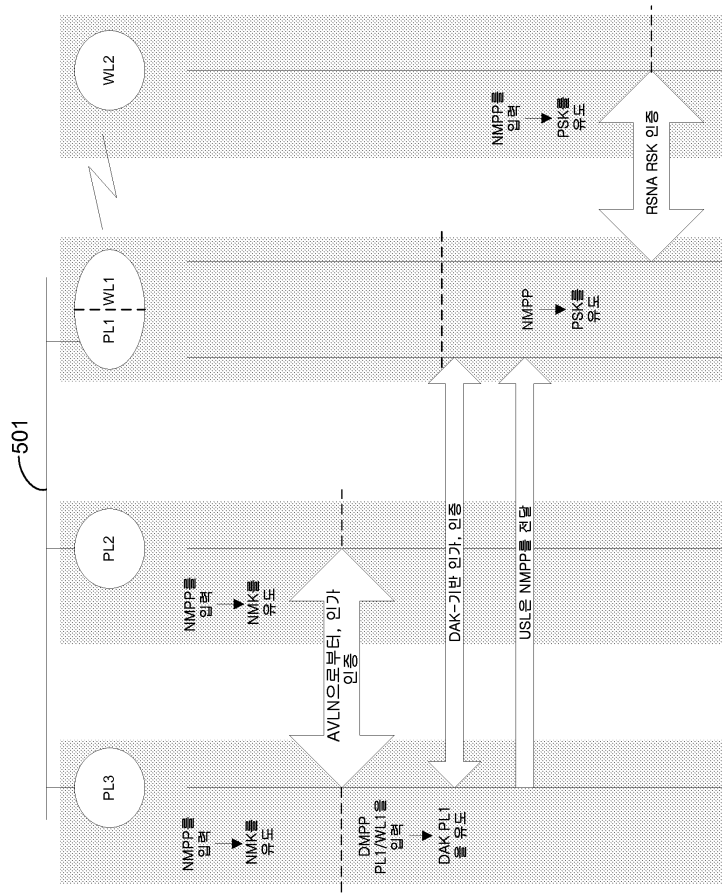 501
PL3
PL2
PL1
WL1
WL2
NMPP를
입력
NMK를
유도
NMPP를
입력
NMK를
유도
AVLN으로부터, 인가
인증
DMPP
PL1/WL1을
입력
DAK PL1
을 유도
DAK-기반 인가, 인증
USL은 NMPP를 전달
NMPP
PSK를
유도
NMPP를
입력
PSK를
유도
RSNA RSK 인증